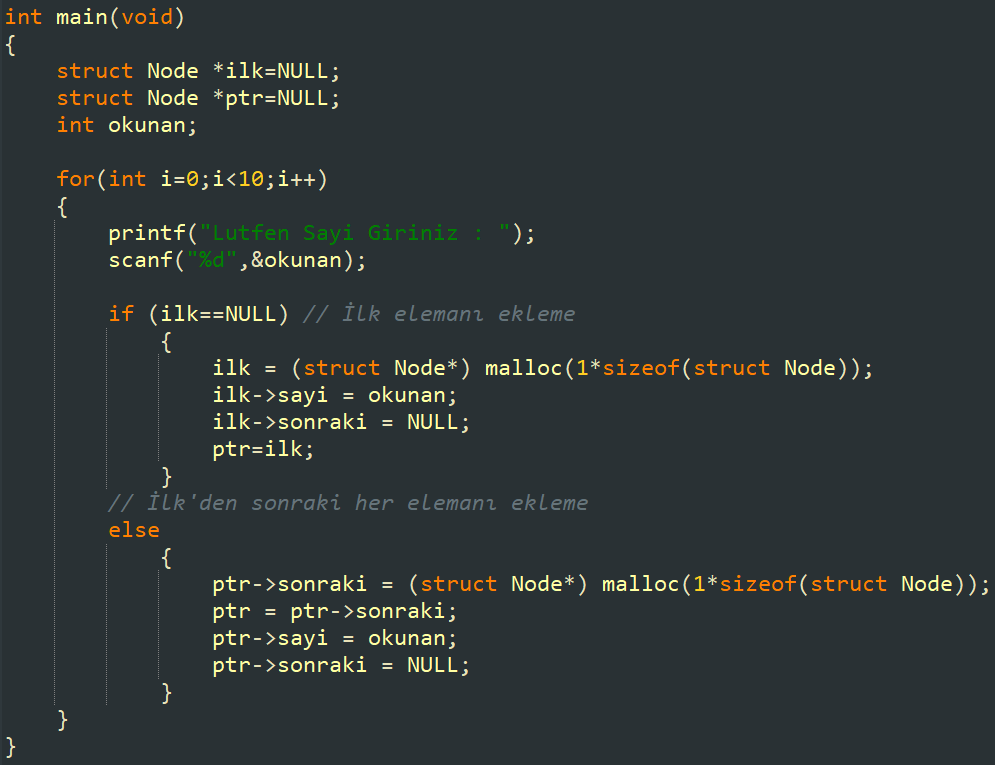 int main(void)
{
    struct Node *ilk=NULL;
    struct Node *ptr=NULL;
    int okunan;

    for(int i=0;i<10;i++)
    {
        printf("Lutfen Sayi Giriniz : ");
        scanf("%d",&okunan);

        if (ilk==NULL) // İlk elemanı ekleme
            {
                ilk = (struct Node*) malloc(1*sizeof(struct Node));
                ilk->sayi = okunan;
                ilk->sonraki = NULL;
                ptr=ilk;
            }
        // İlk'den sonraki her elemanı ekleme
        else
            {
                ptr->sonraki = (struct Node*) malloc(1*sizeof(struct Node));
                ptr = ptr->sonraki;
                ptr->sayi = okunan;
                ptr->sonraki = NULL;
            }
    }
}